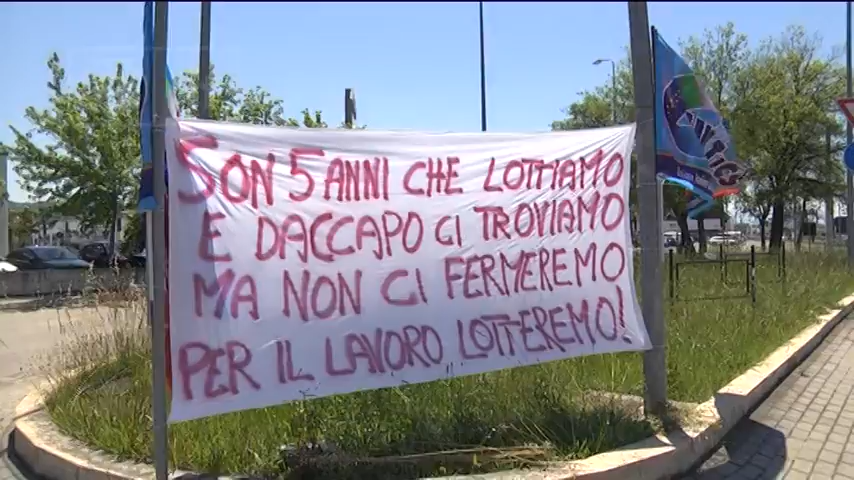 SON 5 ANNI CHE LOTTIAMO
E DACCAPO CI TROVIAMO
MA NON CI FERMEREMO
PER IL LAVORO LOTTEREMO!